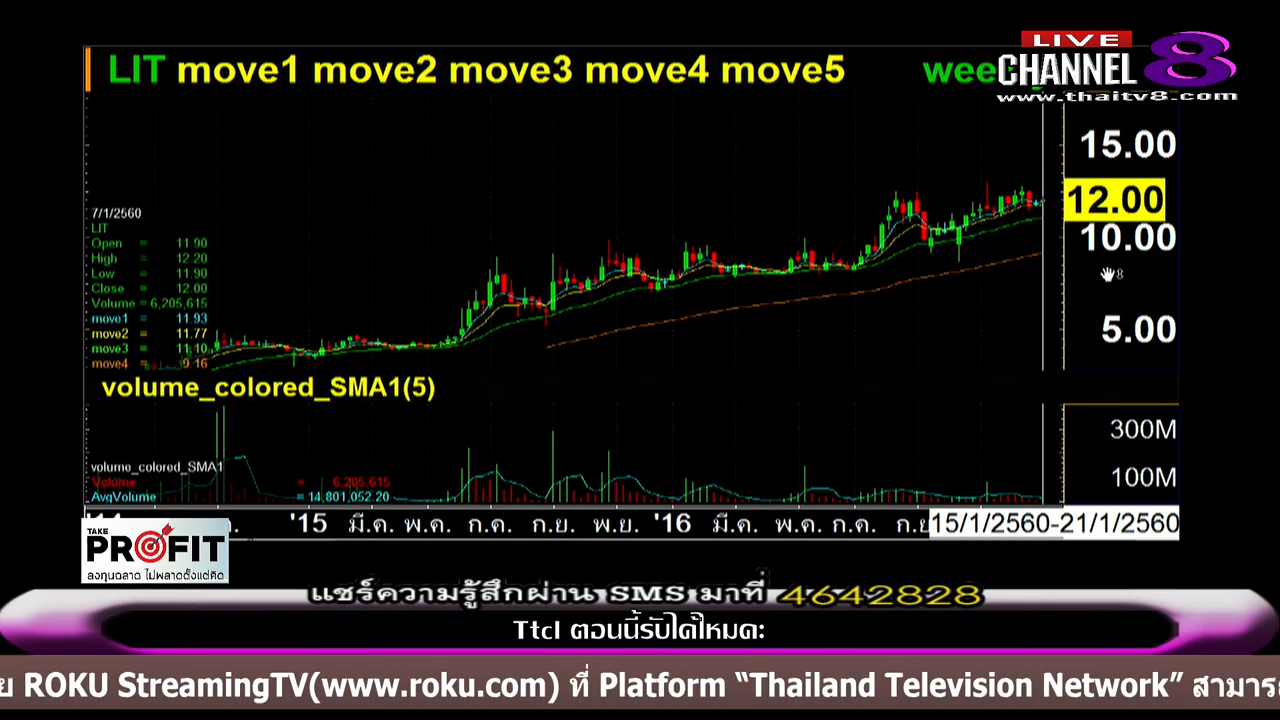 LIVE
CHANNEL 8
www.thaitv8.com
LIT move1 move2 move3 move4 move5
15.00
12.00
10.00
5.00
7/1/2560
LIT
Open = 11.90
High = 12.20
Low = 11.90
Close = 12.00
Volume = 6,205,615
move1 = 11.93
move2 = 11.77
move3 = 11.10
move4 = 9.16
volume_colored_SMA1(5)
300M
100M
volume_colored_SMA1
Volume = 6,205,615
AvgVolume = 14,801,052.20
'15 มี.ค. พ.ค. ก.ค. ก.ย. พ.ย. '16 มี.ค. พ.ค. ก.ค. ก.ย 15/1/2560-21/1/2560
TAKE
PROFIT
ลงทุนฉลาด ไม่พลาดตั้งแต่คิด
แชร์ความรู้สึกผ่าน SMS มาที่ 4642828
Ttcl ตอนนี้รับได้ไหมคะ
ROKU StreamingTV(www.roku.com) ที่ Platform “Thailand Television Network”